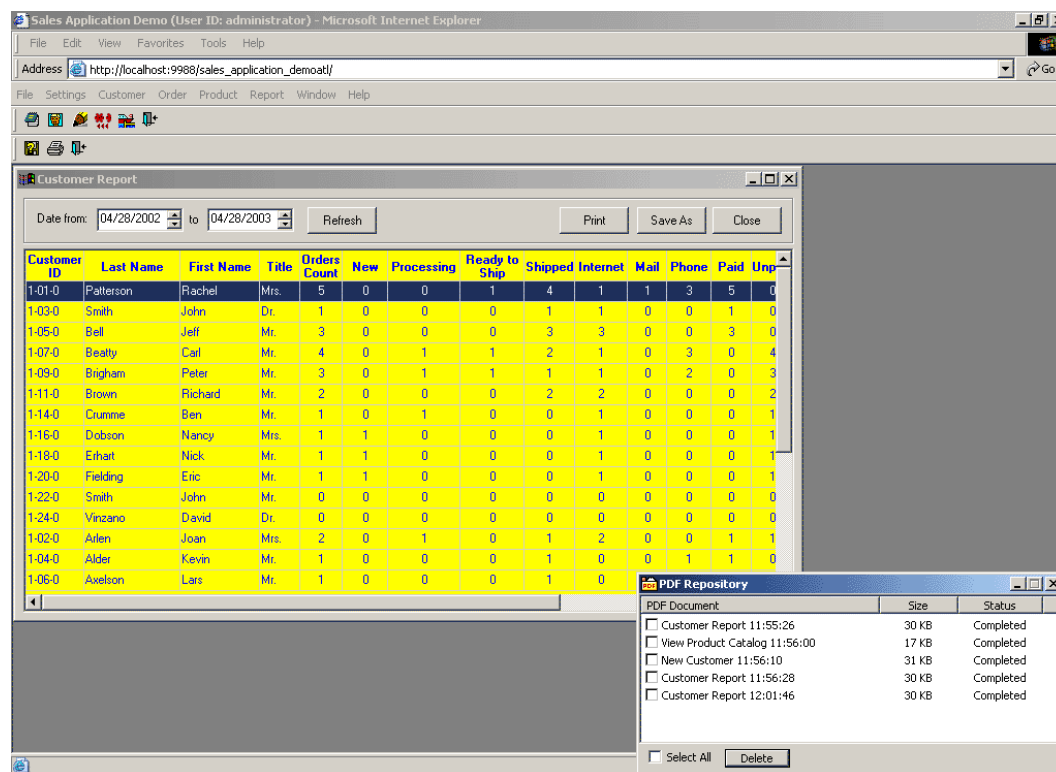 Sales Application Demo (User ID: administrator) - Microsoft Internet Explorer
File Edit View Favorites Tools Help
Address http://localhost:9988/sales_application_demoatl/ Go
File Settings Customer Order Product Report Window Help
Customer Report
Date from: 04/28/2002 to 04/28/2003 Refresh Print Save As Close
Customer ID Last Name First Name Title Orders Count New Processing Ready to Ship Shipped Internet Mail Phone Paid Unp
1-01-0 Patterson Rachel Mrs. 5 0 0 1 4 1 1 3 5 0
1-03-0 Smith John Dr. 1 0 0 0 1 1 0 0 1 0
1-05-0 Bell Jeff Mr. 3 0 0 0 3 3 0 0 3 0
1-07-0 Beatty Carl Mr. 4 0 1 1 2 1 0 3 0 4
1-09-0 Brigham Peter Mr. 3 0 1 1 1 1 0 2 0 3
1-11-0 Brown Richard Mr. 2 0 0 0 2 2 0 0 0 2
1-14-0 Crumme Ben Mr. 1 0 1 0 0 1 0 0 0 1
1-16-0 Dobson Nancy Mrs. 1 1 0 0 0 1 0 0 0 1
1-18-0 Erhart Nick Mr. 1 1 0 0 0 1 0 0 0 1
1-20-0 Fielding Eric Mr. 1 1 0 0 0 1 0 0 0 1
1-22-0 Smith John Mr. 0 0 0 0 0 0 0 0 0 0
1-24-0 Vinzano David Dr. 0 0 0 0 0 0 0 0 0 0
1-02-0 Arlen Joan Mrs. 2 0 1 0 1 2 0 0 1 1
1-04-0 Alder Kevin Mr. 1 0 0 0 1 0 0 1 1 0
1-06-0 Axelson Lars Mr. 1 0 0 0 1 0
PDF Repository
PDF Document Size Status
Customer Report 11:55:26 30 KB Completed
View Product Catalog 11:56:00 17 KB Completed
New Customer 11:56:10 31 KB Completed
Customer Report 11:56:28 30 KB Completed
Customer Report 12:01:46 30 KB Completed
Select All Delete